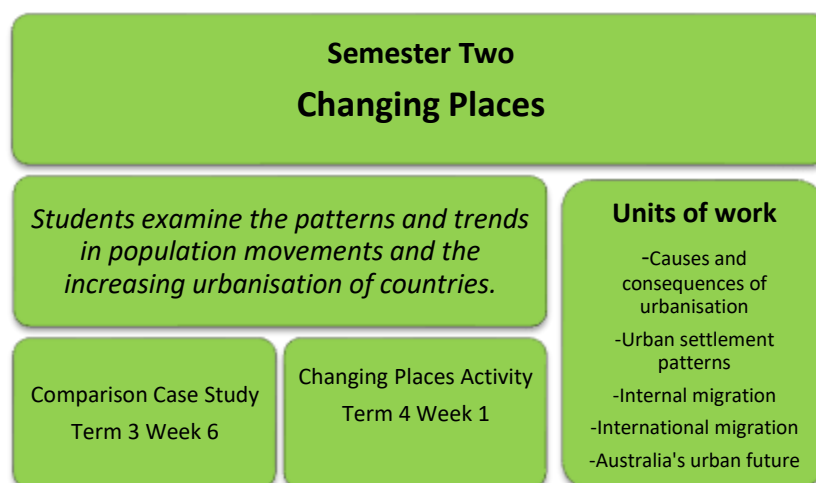 Semester Two
Changing Places
Students examine the patterns and trends
in population movements and the
increasing urbanisation of countries.
Comparison Case Study
Term 3 Week 6
Changing Places Activity
Term 4 Week 1
Units of work
-Causes and
consequences of
urbanisation
-Urban settlement
patterns
-Internal migration
-International migration
-Australia's urban future